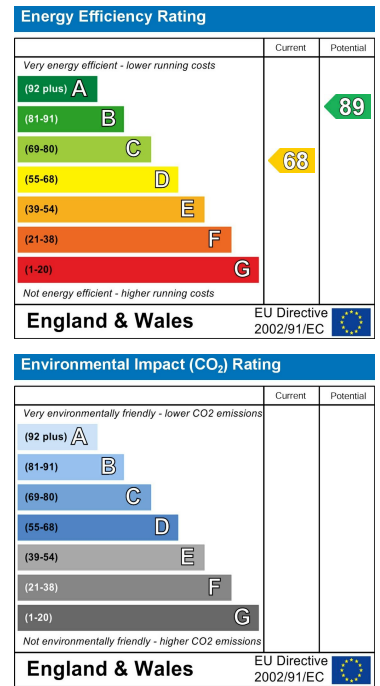 Energy Efficiency Rating
Current Potential
Very energy efficient - lower running costs
(92 plus) A
(81-91) B
(69-80) C
(55-68) D
(39-54) E
(21-38) F
(1-20) G
68
89
Not energy efficient - higher running costs
England & Wales
EU Directive
2002/91/EC
Environmental Impact (CO₂) Rating
Current Potential
Very environmentally friendly - lower CO2 emissions
(92 plus) A
(81-91) B
(69-80) C
(55-68) D
(39-54) E
(21-38) F
(1-20) G
Not environmentally friendly - higher CO2 emissions
England & Wales
EU Directive
2002/91/EC